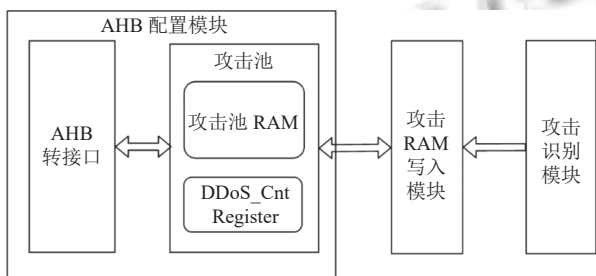 AHB 配置模块
AHB
转接口
攻击池
攻击池 RAM
DDoS_Cnt
Register
攻击
RAM
写入
模块
攻击
识别
模块